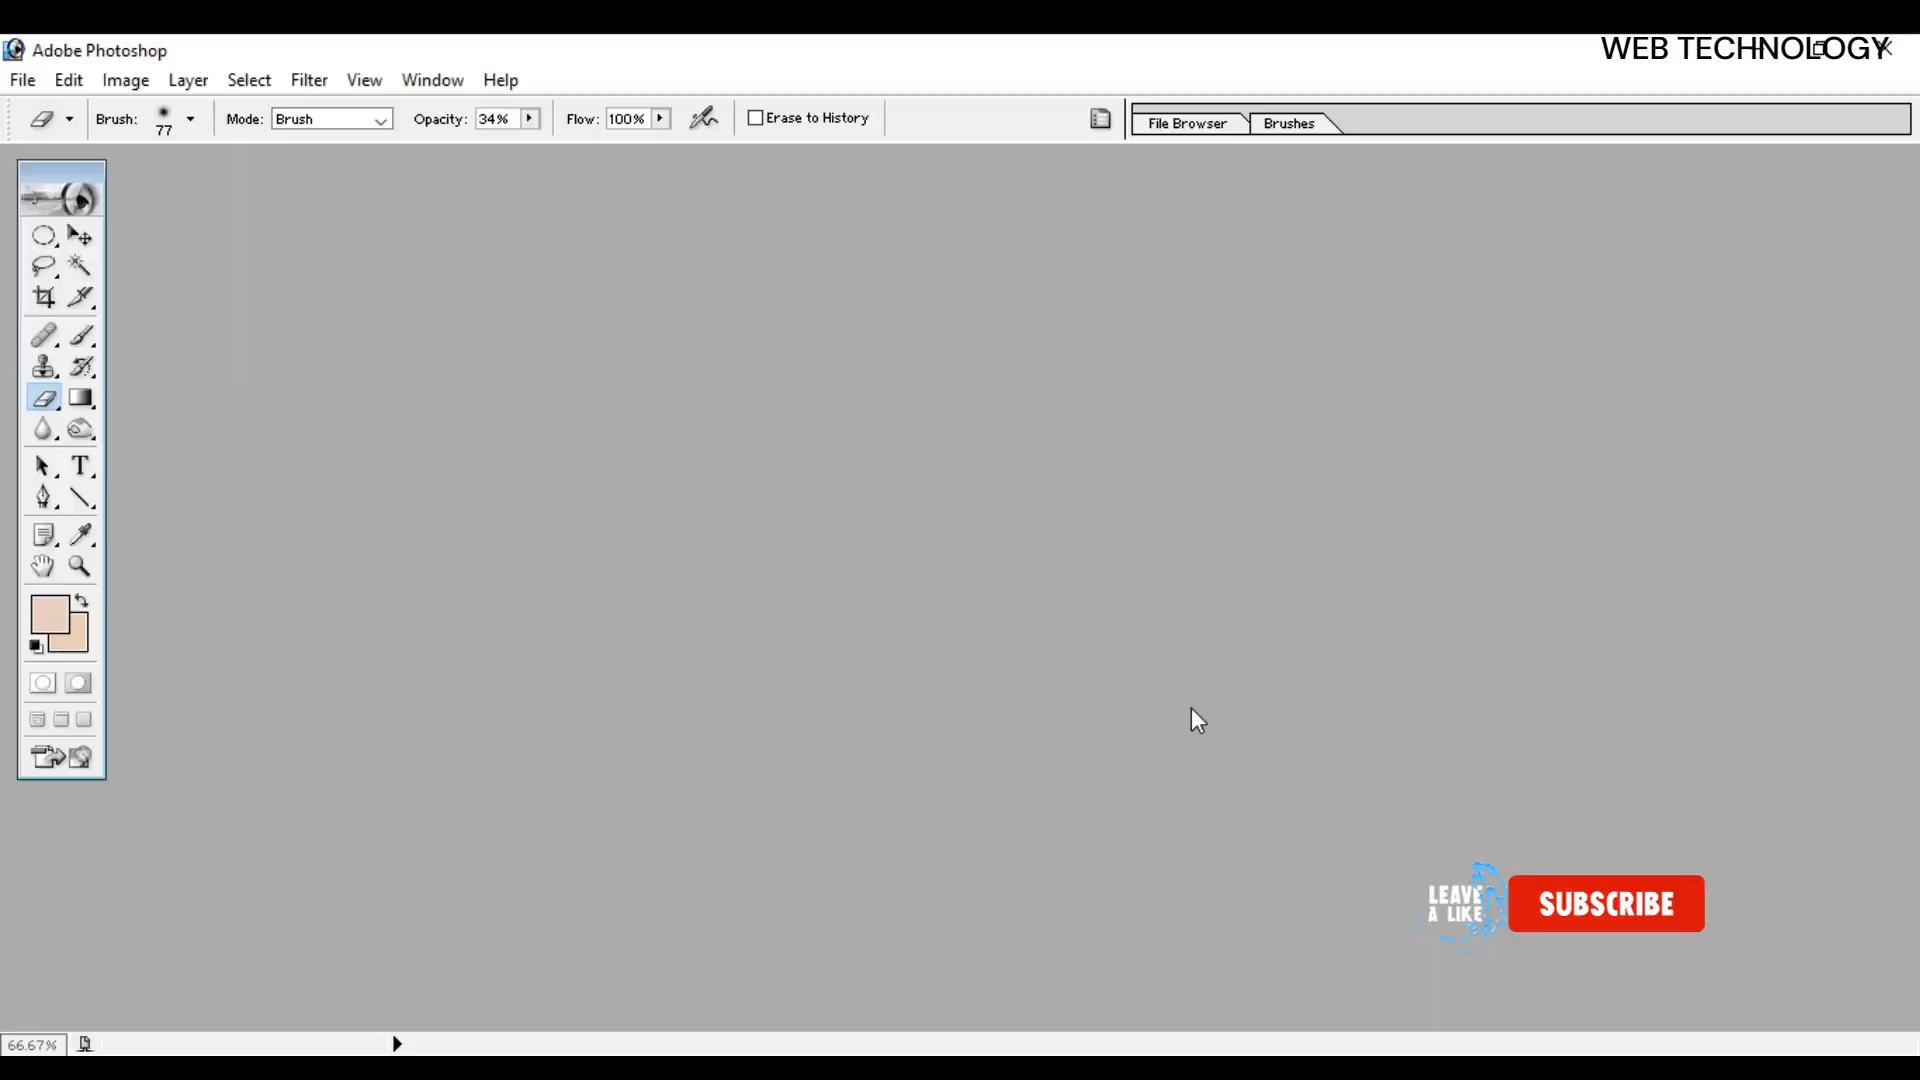 Adobe Photoshop
WEB TECHNOLOGY
File Edit Image Layer Select Filter View Window Help
Brush: 77 Mode: Brush Opacity: 34% Flow: 100% Erase to History File Browser Brushes
T
LEAVE
A LIKE
SUBSCRIBE
66.67%